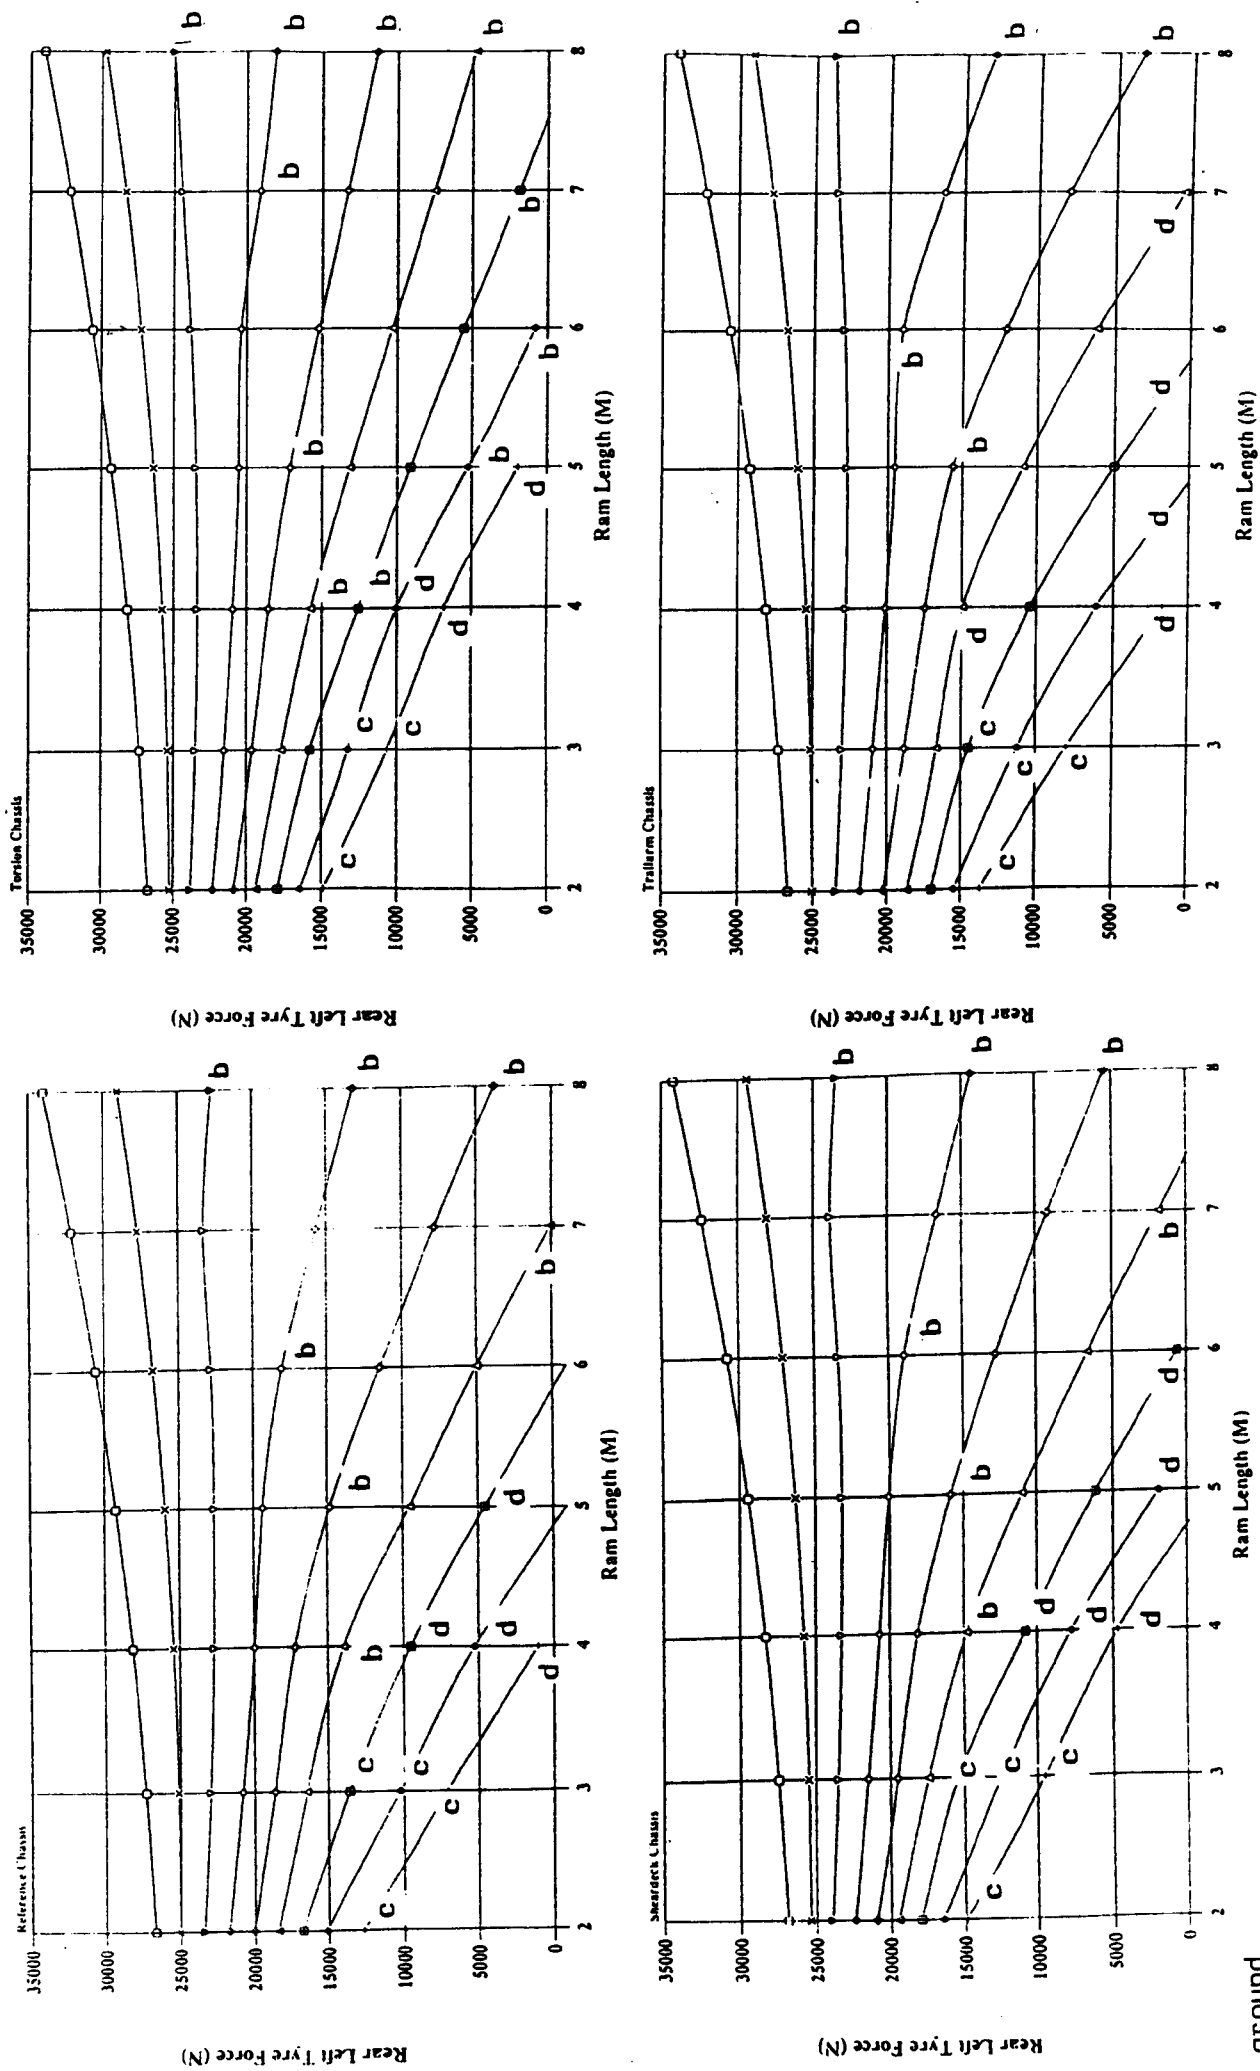 Reference Chassis
Rear Left Tyre Force (N)
35000
30000
25000
20000
15000
10000
5000
0
2
3
4
5
6
7
8
Ram Length (M)
b
b
b
b
b
b
b
c
c
c
c
d
d
d
d
Torsion Chassis
Rear Left Tyre Force (N)
35000
30000
25000
20000
15000
10000
5000
0
2
3
4
5
6
7
8
Ram Length (M)
b
b
b
b
b
b
b
b
b
b
b
c
c
c
d
d
d
Sheardeck Chassis
Rear Left Tyre Force (N)
35000
30000
25000
20000
15000
10000
5000
0
2
3
4
5
6
7
8
Ram Length (M)
b
b
b
b
b
b
b
b
c
c
c
c
d
d
d
d
d
Trailarm Chassis
Rear Left Tyre Force (N)
35000
30000
25000
20000
15000
10000
5000
0
2
3
4
5
6
7
8
Ram Length (M)
b
b
b
b
b
c
c
c
c
d
d
d
d
d
ground